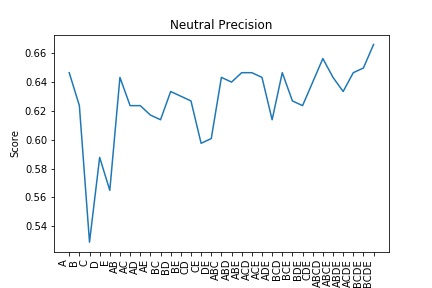 Neutral Precision
Score
0.66
0.64
0.62
0.60
0.58
0.56
0.54
A
B
C
D
E
AB
AC
AD
AE
BC
BD
BE
CD
CE
DE
ABC
ABD
ABE
ACD
ACE
ADE
BCD
BCE
BDE
CDE
ABCD
ABCE
ABDE
ACDE
BCDE
BCDE